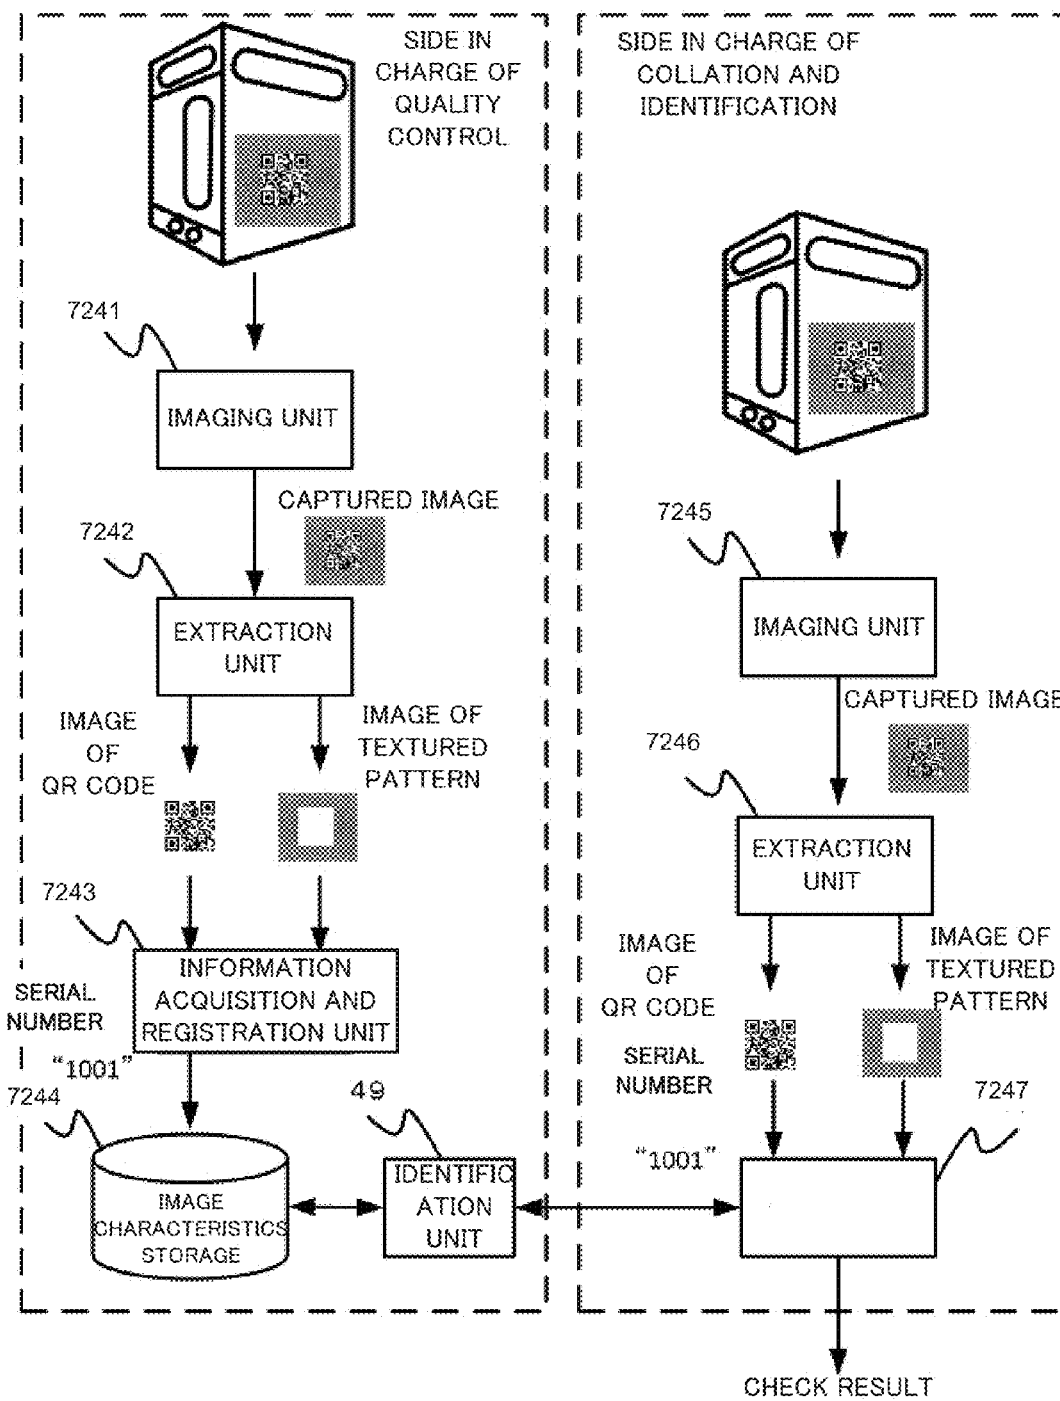 SIDE IN
CHARGE OF
QUALITY
CONTROL
7241
IMAGING UNIT
CAPTURED IMAGE
7242
EXTRACTION
UNIT
IMAGE
OF
QR CODE
IMAGE OF
TEXTURED
PATTERN
7243
INFORMATION
ACQUISITION AND
REGISTRATION UNIT
SERIAL
NUMBER
"1001"
7244
IMAGE
CHARACTERISTICS
STORAGE
49
IDENTIFIC
ATION
UNIT
SIDE IN CHARGE OF
COLLATION AND
IDENTIFICATION
7245
IMAGING UNIT
CAPTURED IMAGE
7246
EXTRACTION
UNIT
IMAGE
OF
QR CODE
IMAGE OF
TEXTURED
PATTERN
SERIAL
NUMBER
"1001"
7247
CHECK RESULT